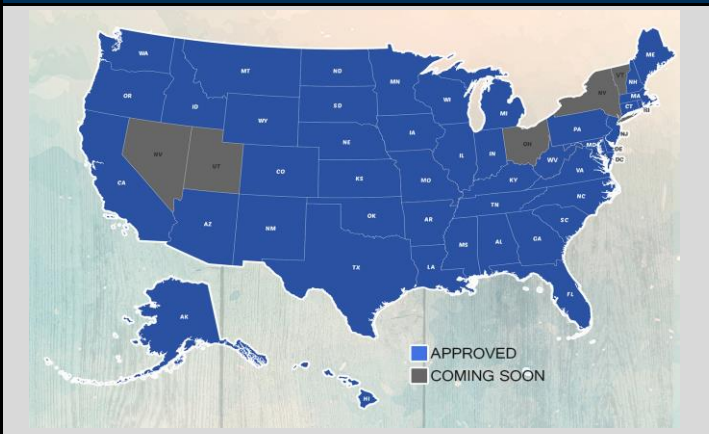 WA
OR
CA
NV
ID
MT
WY
UT
AZ
CO
NM
ND
SD
NE
KS
OK
TX
MN
IA
MO
AR
LA
WI
IL
MI
IN
OH
KY
TN
MS
AL
GA
FL
SC
NC
VA
WV
PA
NY
VT
NH
ME
MA
CT
RI
NJ
DE
MD
DC
AK
HI
APPROVED
COMING SOON